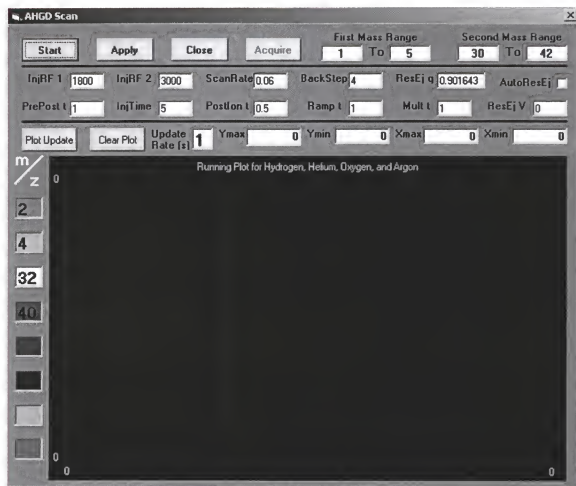 AHGD Scan
First Mass Range Second Mass Range
Start Apply Close Acquire 1 To 5 30 To 42
InjRF 1 1800 InjRF 2 3000 ScanRate 0.06 BackStep 4 ResEj q 0.901643 AutoResEj
PrePost t 1 InjTime 5 PostIon t 0.5 Ramp t 1 Mult t 1 ResEj V 0
Plot Update Clear Plot Update Rate (s) 1 Ymax 0 Ymin 0 Xmax 0 Xmin 0
m/z
Running Plot for Hydrogen, Helium, Oxygen, and Argon
0
2
4
32
40
0
0 0